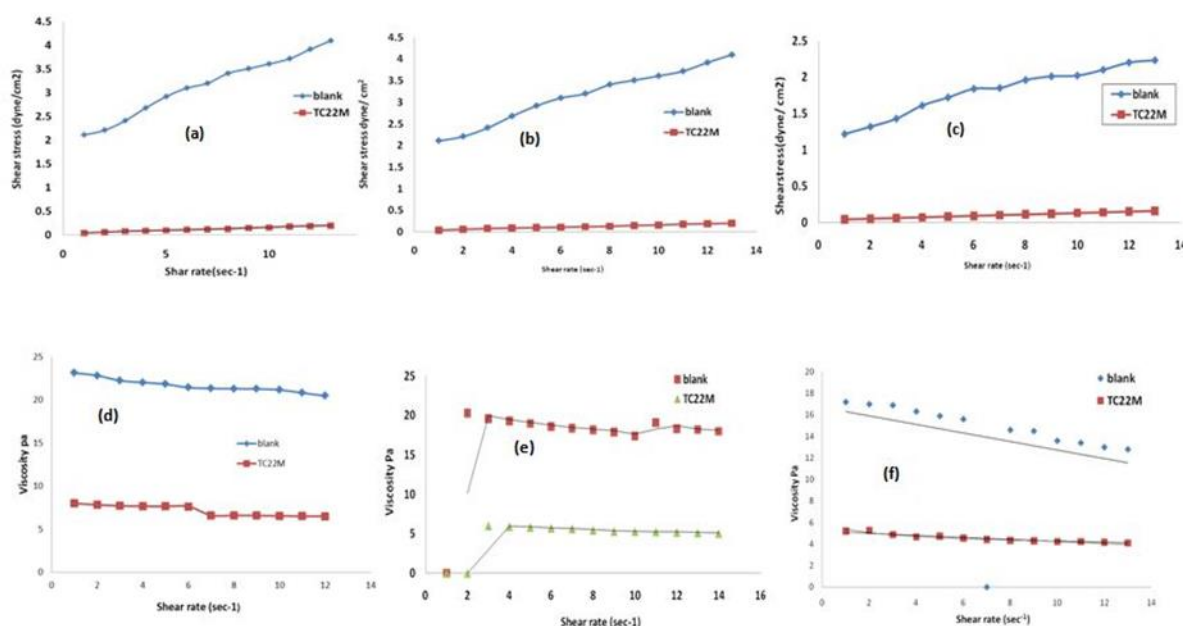 4.5
4
3.5
3
2.5
2
1.5
1
0.5
0
Shear stress (dyne/cm2)
(a)
blank
TC22M
0 5 10
Shar rate(sec-1)
4.5
4
3.5
3
2.5
2
1.5
1
0.5
0
Shear stress dyne/ cm2
(b)
blank
TC22M
0 2 4 6 8 10 12 14
Shear rate (sec-1)
2.5
2
1.5
1
0.5
0
Shearstress(dyne/ cm2)
(c)
blank
TC22M
0 2 4 6 8 10 12 14
Shear rate (sec-1)
25
20
15
10
5
0
Viscosity pa
(d)
blank
TC22M
0 2 4 6 8 10 12 14
Shear rate (sec-1)
25
20
15
10
5
0
Viscosity Pa
(e)
blank
TC22M
0 2 4 6 8 10 12 14 16
Shear rate (sec-1)
20
18
16
14
12
10
8
6
4
2
0
Viscosity Pa
(f)
blank
TC22M
0 2 4 6 8 10 12 14
Shear rate (sec⁻¹)